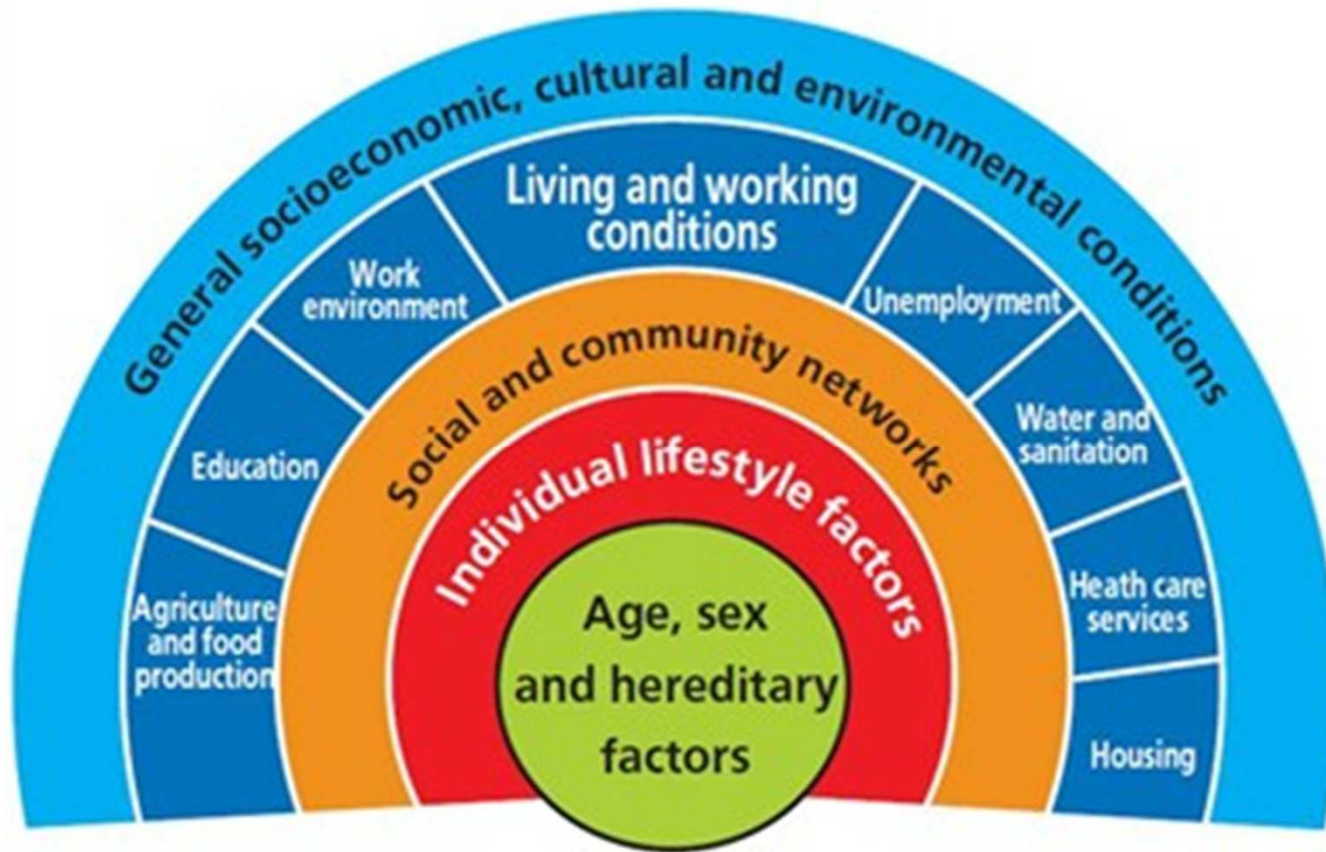 General socioeconomic, cultural and environmental conditions
Living and working
conditions
Work
environment
Unemployment
Education
Water and
sanitation
Agriculture
and food
production
Heath care
services
Housing
Social and community networks
Individual lifestyle factors
Age, sex
and hereditary
factors